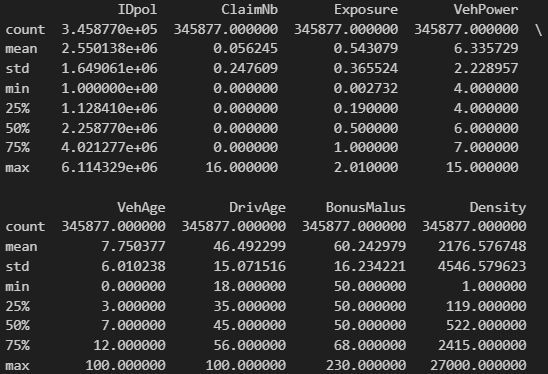 IDpol ClaimNb Exposure VehPower
count 3.458770e+05 345877.000000 345877.000000 345877.000000 \
mean 2.550138e+06 0.056245 0.543079 6.335729
std 1.649061e+06 0.247609 0.365524 2.228957
min 1.000000e+00 0.000000 0.002732 4.000000
25% 1.128410e+06 0.000000 0.190000 4.000000
50% 2.258770e+06 0.000000 0.500000 6.000000
75% 4.021277e+06 0.000000 1.000000 7.000000
max 6.114329e+06 16.000000 2.010000 15.000000
VehAge DrivAge BonusMalus Density
count 345877.000000 345877.000000 345877.000000 345877.000000
mean 7.750377 46.492299 60.242979 2176.576748
std 6.010238 15.071516 16.234221 4546.579623
min 0.000000 18.000000 50.000000 1.000000
25% 3.000000 35.000000 50.000000 119.000000
50% 7.000000 45.000000 50.000000 522.000000
75% 12.000000 56.000000 68.000000 2415.000000
max 100.000000 100.000000 230.000000 27000.000000